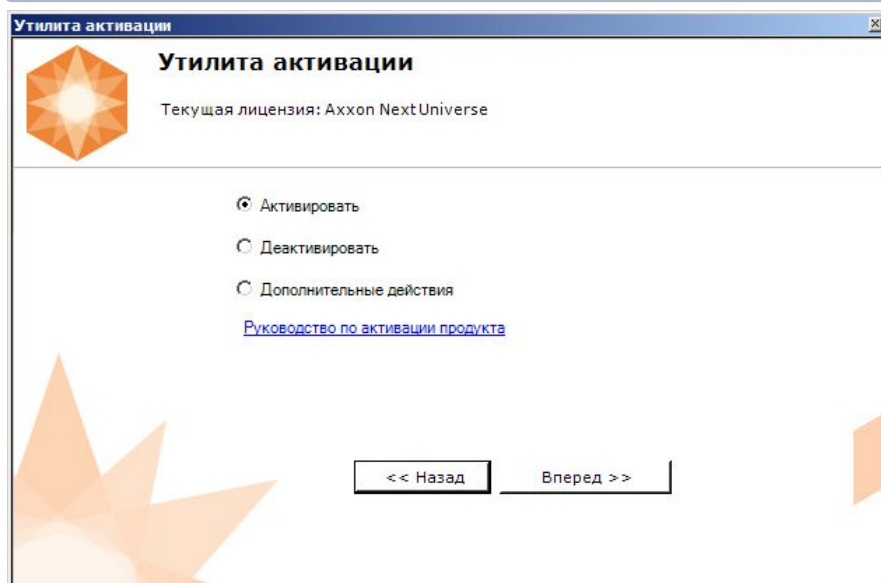 Утилита активации
Утилита активации
Текущая лицензия: Axxon Next Universe
Активировать
Деактивировать
Дополнительные действия
Руководство по активации продукта
<< Назад
Вперед >>